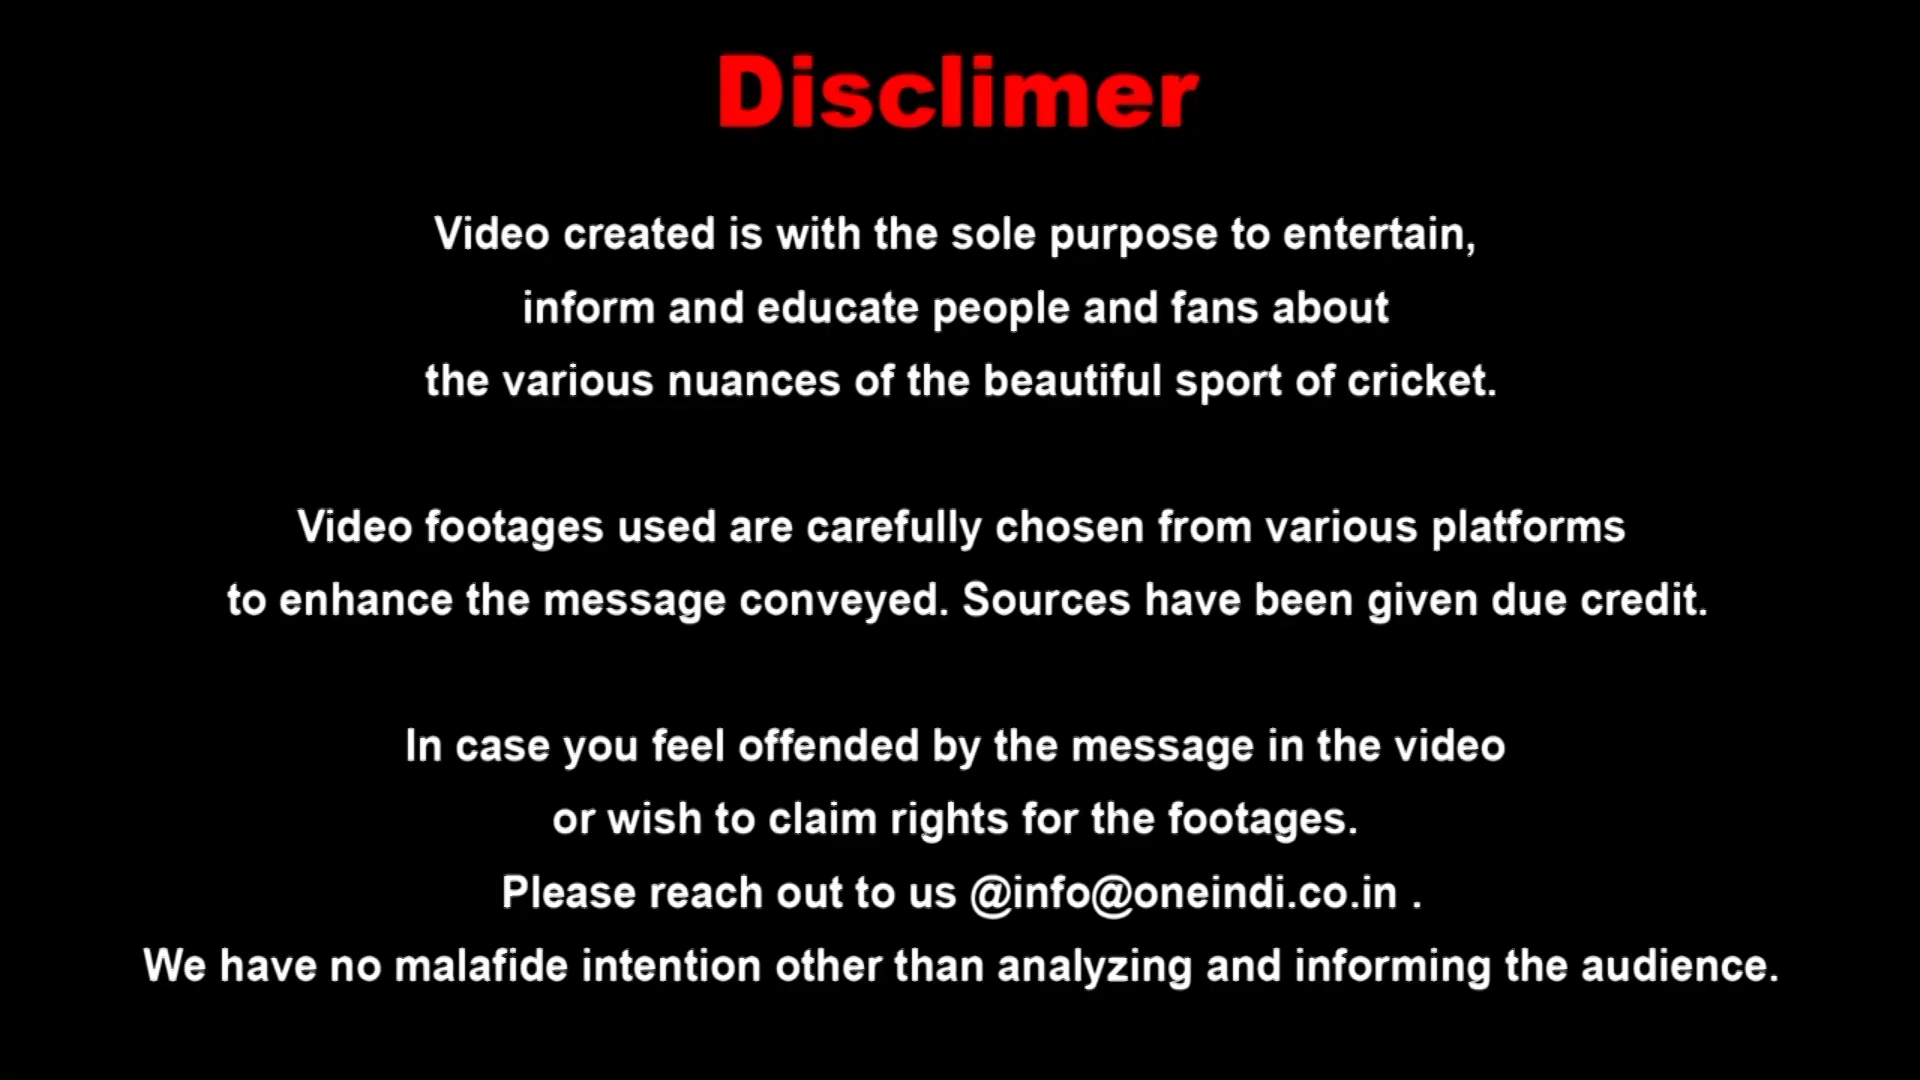 Disclimer
Video created is with the sole purpose to entertain,
inform and educate people and fans about
the various nuances of the beautiful sport of cricket.
Video footages used are carefully chosen from various platforms
to enhance the message conveyed. Sources have been given due credit.
In case you feel offended by the message in the video
or wish to claim rights for the footages.
Please reach out to us @info@oneindi.co.in .
We have no malafide intention other than analyzing and informing the audience.